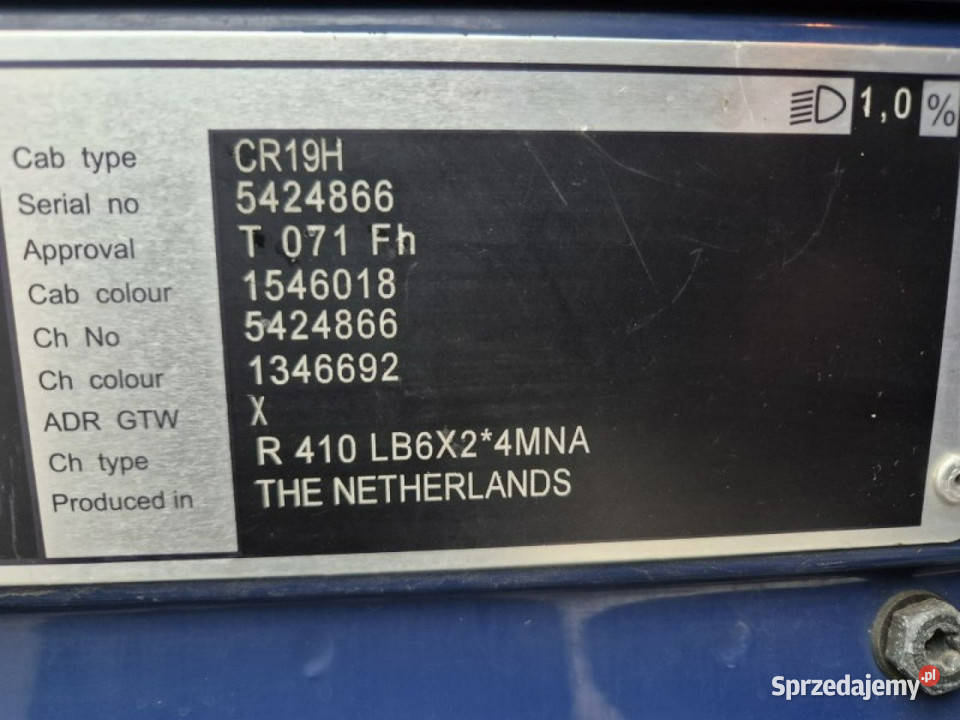 1,0 %
Cab type CR19H
Serial no 5424866
Approval T 071 Fh
Cab colour 1546018
Ch No 5424866
Ch colour 1346692
ADR GTW X
Ch type R 410 LB6X2*4MNA
Produced in THE NETHERLANDS
Sprzedajemy.pl